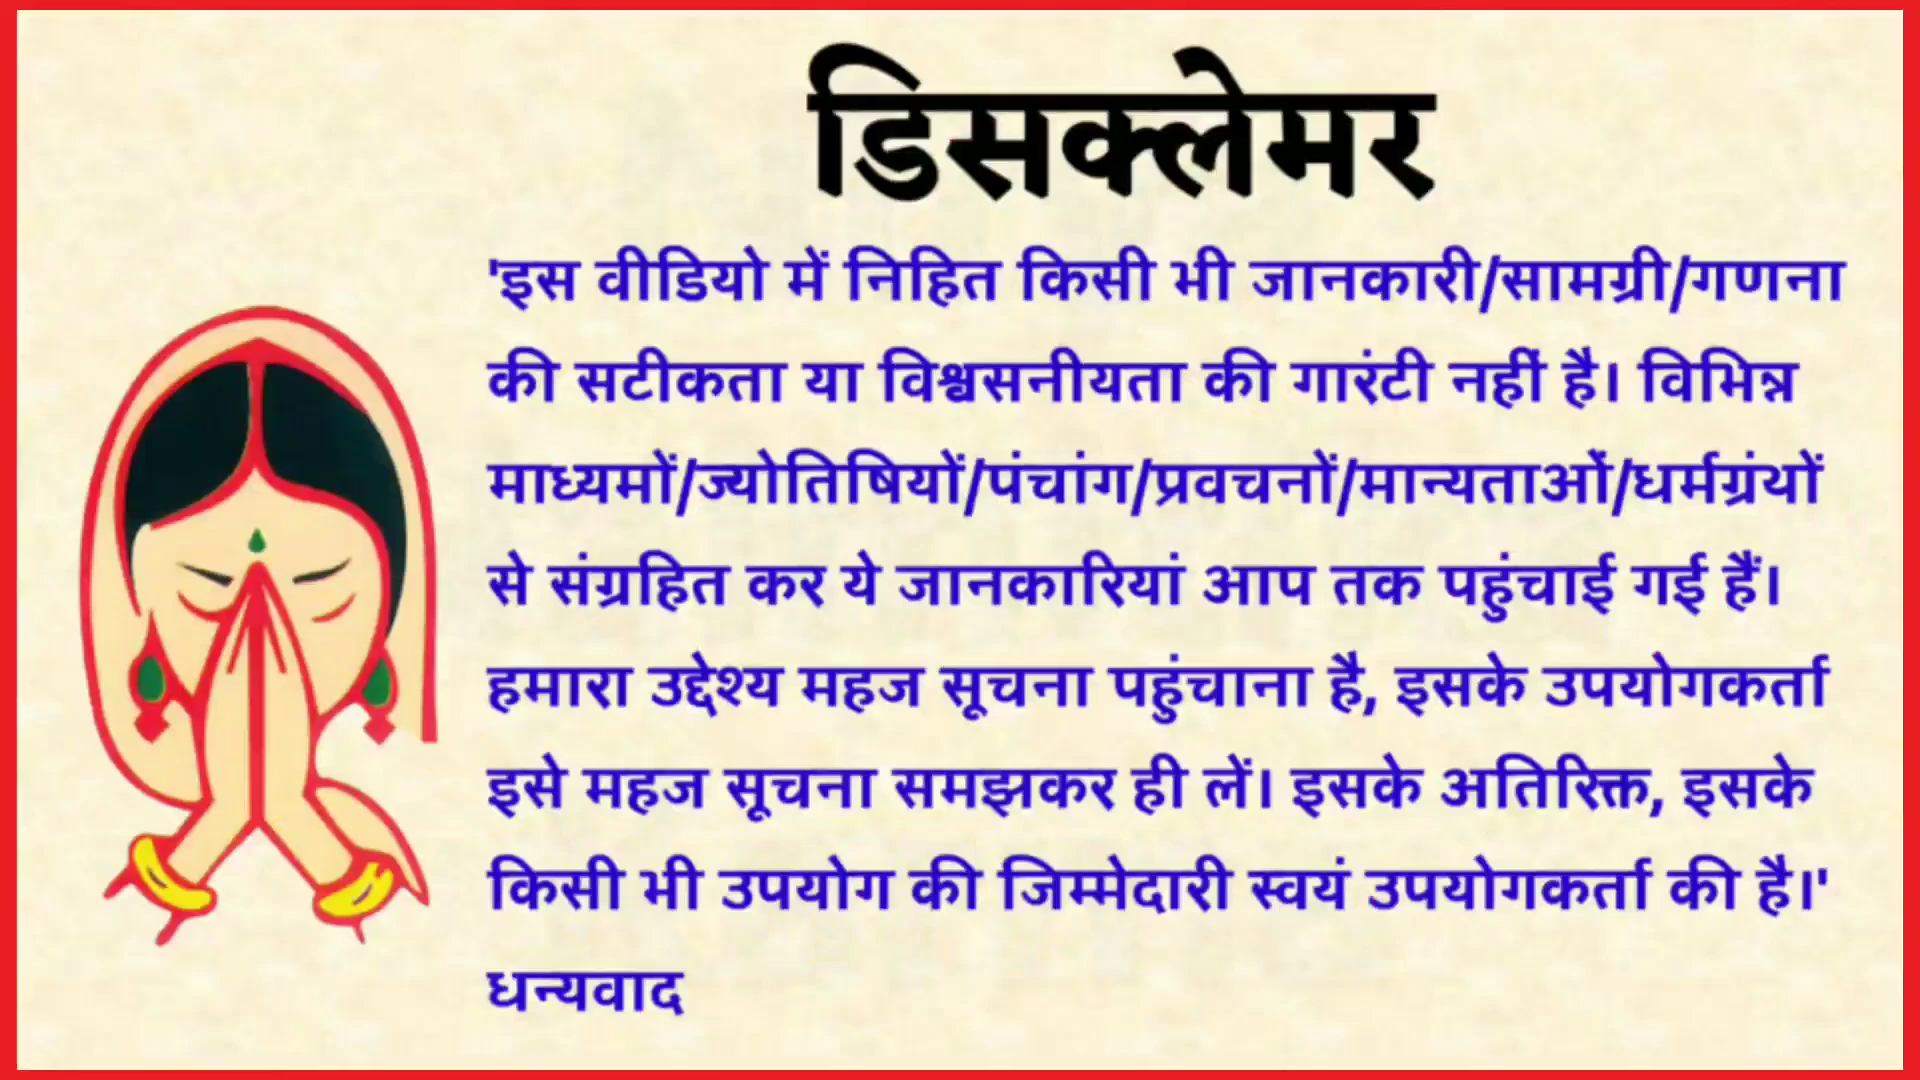 डिसक्लेमर
'इस वीडियो में निहित किसी भी जानकारी/सामग्री/गणना
की सटीकता या विश्वसनीयता की गारंटी नहीं है। विभिन्न
माध्यमों/ज्योतिषियों/पंचांग/प्रवचनों/मान्यताओं/धर्मग्रंथों
से संग्रहित कर ये जानकारियां आप तक पहुंचाई गई हैं।
हमारा उद्देश्य महज सूचना पहुंचाना है, इसके उपयोगकर्ता
इसे महज सूचना समझकर ही लें। इसके अतिरिक्त, इसके
किसी भी उपयोग की जिम्मेदारी स्वयं उपयोगकर्ता की है।'
धन्यवाद